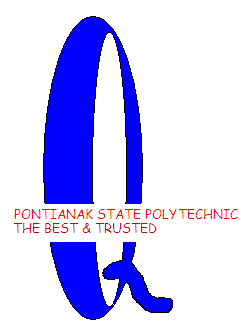 PONTIANAK STATE POLYTECHNIC
THE BEST & TRUSTED